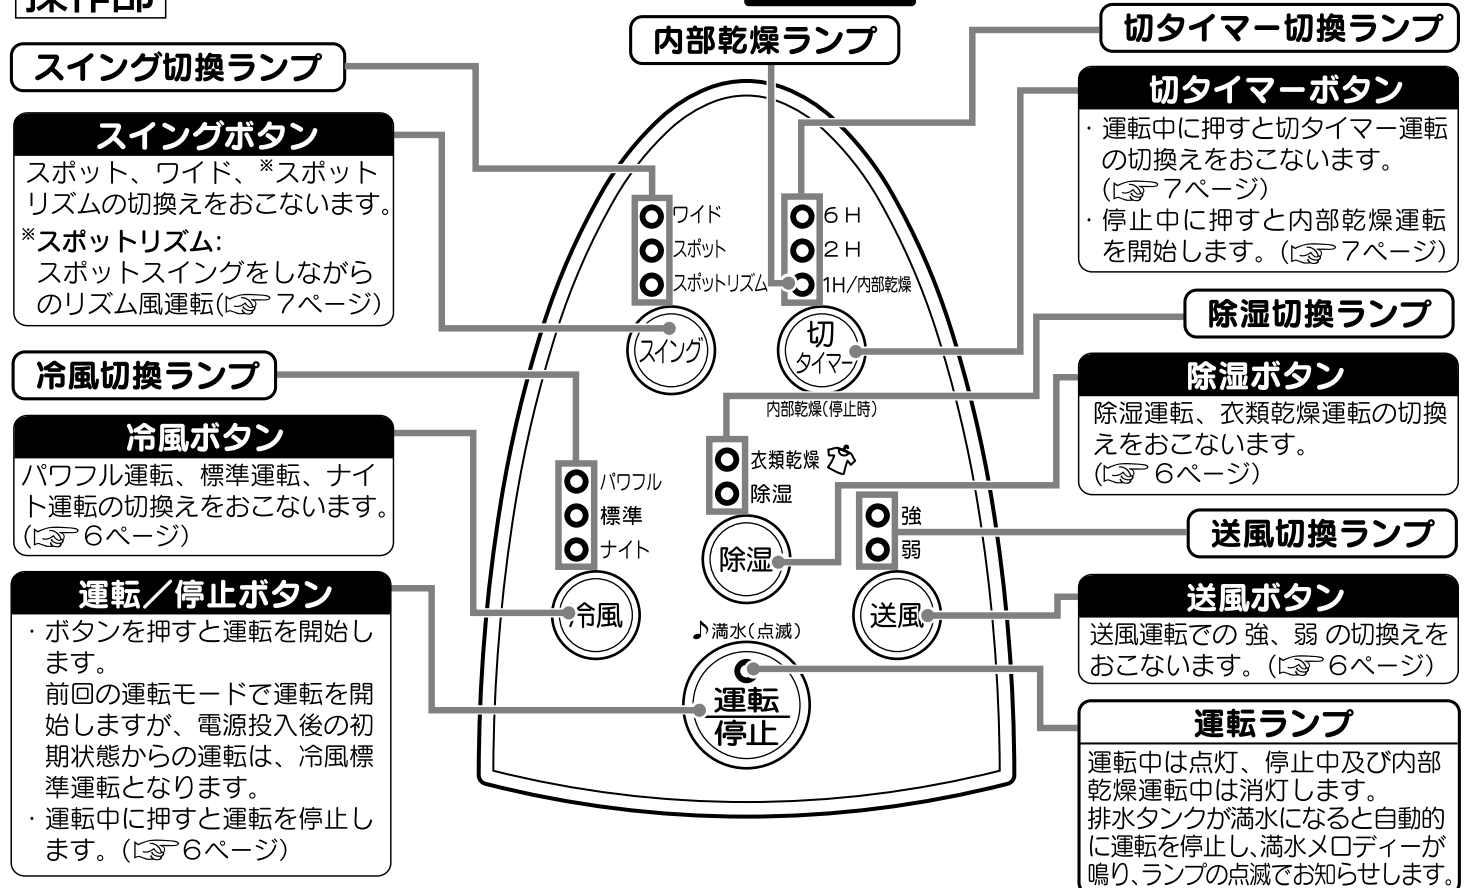 操作部
スイング切換ランプ
スイングボタン
スポット、ワイド、※スポット
リズムの切換えをおこないます。
※スポットリズム:
スポットスイングをしながら
のリズム風運転(☞7ページ)
冷風切換ランプ
冷風ボタン
パワフル運転、標準運転、ナイ
ト運転の切換えをおこないます。
(☞6ページ)
運転／停止ボタン
・ボタンを押すと運転を開始し
ます。
前回の運転モードで運転を開
始しますが、電源投入後の初
期状態からの運転は、冷風標
準運転となります。
・運転中に押すと運転を停止し
ます。(☞6ページ)
内部乾燥ランプ
ワイド
スポット
スポットリズム
スイング
6H
2H
1H/内部乾燥
切
タイマー
内部乾燥(停止時)
衣類乾燥
除湿
除湿
パワフル
標準
ナイト
冷風
強
弱
送風
♪満水(点滅)
運転
停止
切タイマー切換ランプ
切タイマーボタン
・運転中に押すと切タイマー運転
の切換えをおこないます。
(☞7ページ)
・停止中に押すと内部乾燥運転
を開始します。(☞7ページ)
除湿切換ランプ
除湿ボタン
除湿運転、衣類乾燥運転の切換
えをおこないます。
(☞6ページ)
送風切換ランプ
送風ボタン
送風運転での 強、弱 の切換えを
おこないます。(☞6ページ)
運転ランプ
運転中は点灯、停止中及び内部
乾燥運転中は消灯します。
排水タンクが満水になると自動的
に運転を停止し、満水メロディーが
鳴り、ランプの点滅でお知らせします。